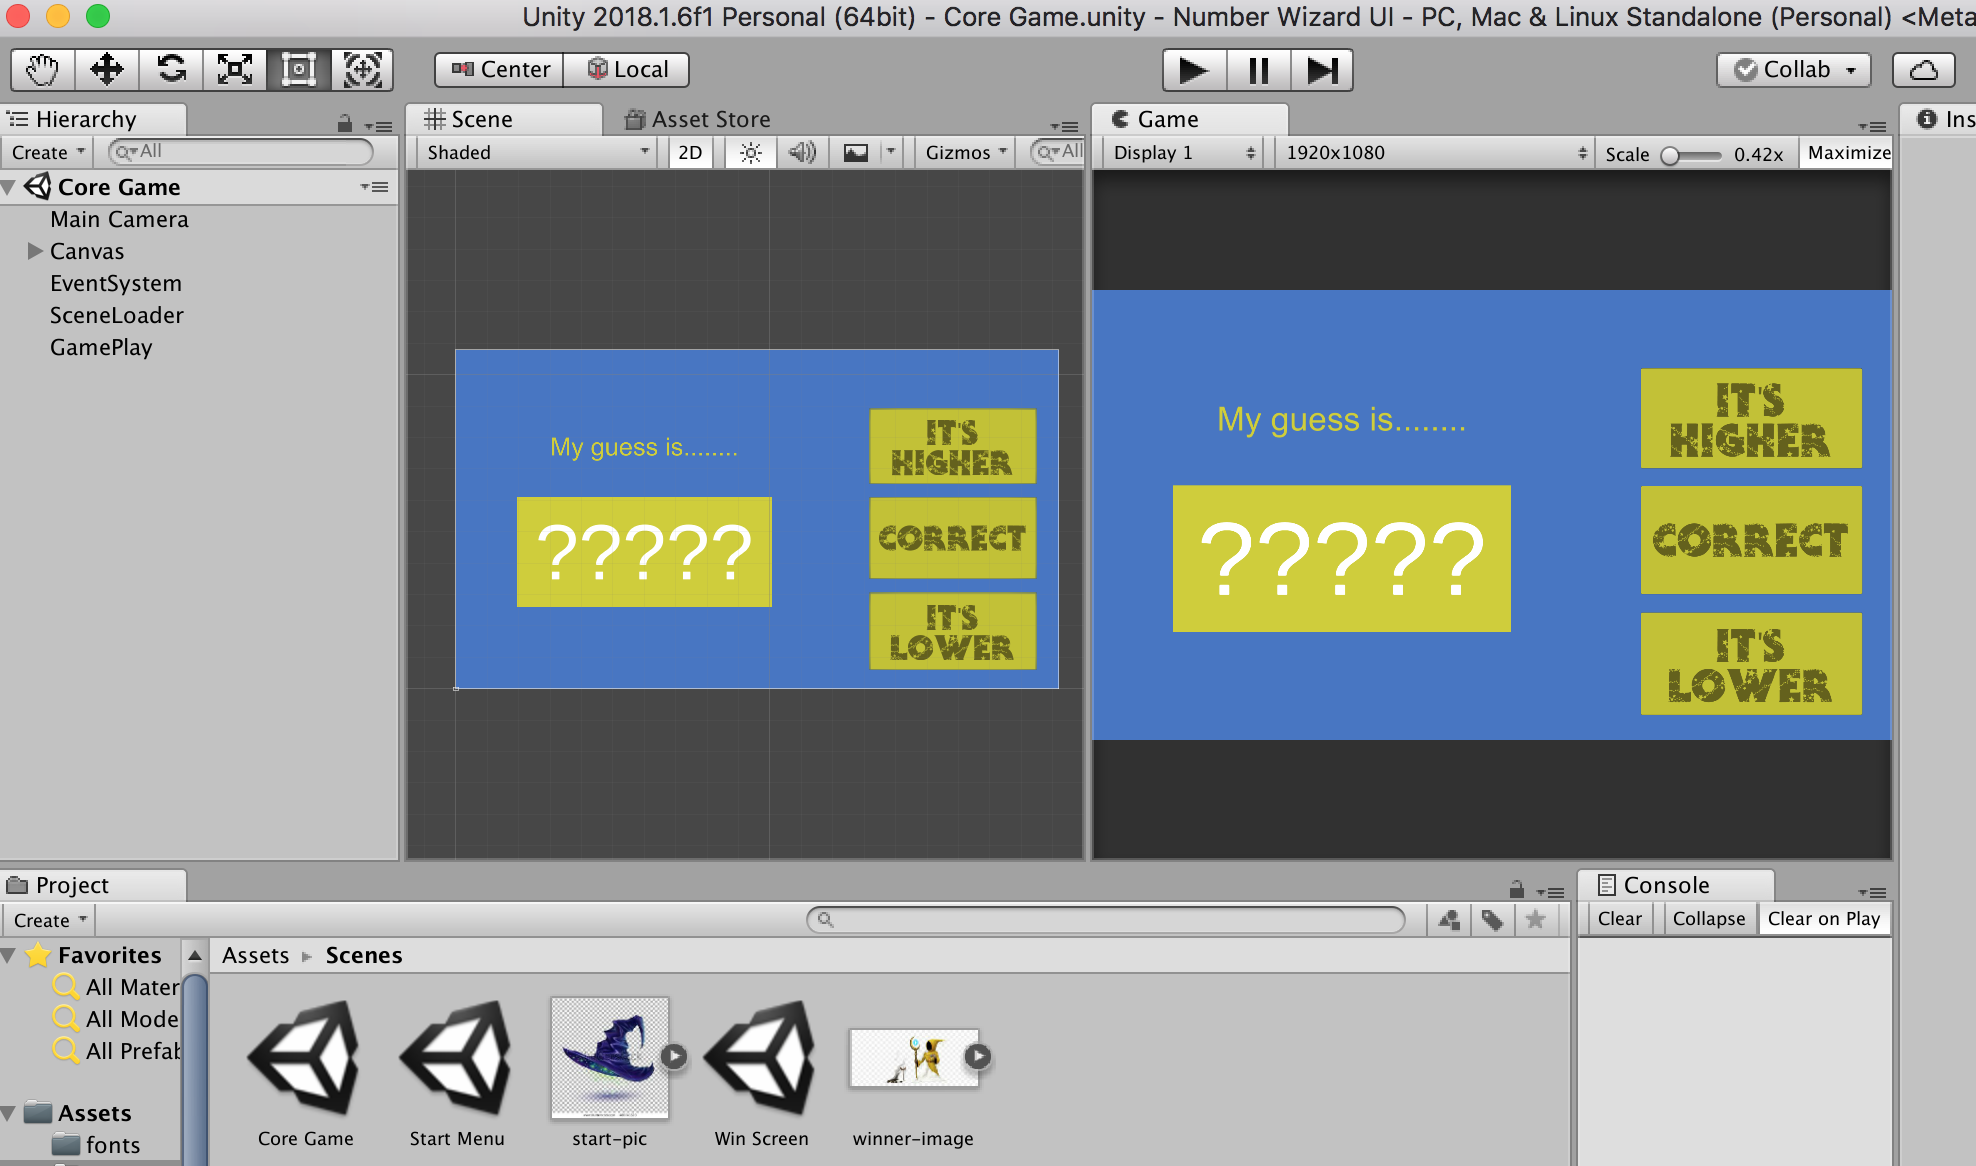 Unity 2018.1.6f1 Personal (64bit) - Core Game.unity - Number Wizard UI - PC, Mac & Linux Standalone (Personal) <Meta
Center Local
Collab
Hierarchy
Create All
Core Game
Main Camera
Canvas
EventSystem
SceneLoader
GamePlay
Scene Asset Store
Shaded 2D Gizmos All
My guess is........
?????
IT'S
HIGHER
CORRECT
IT'S
LOWER
Game
Display 1 1920x1080 Scale 0.42x Maximize
My guess is........
?????
IT'S
HIGHER
CORRECT
IT'S
LOWER
Ins
Project
Create
Favorites
All Mater
All Mode
All Prefab
Assets
fonts
Assets Scenes
Core Game Start Menu start-pic Win Screen winner-image
Console
Clear Collapse Clear on Play